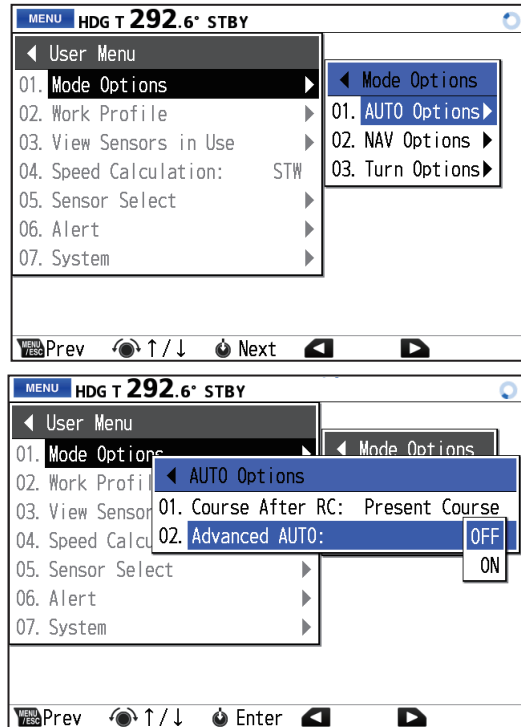 MENU HDG T 292.6° STBY
User Menu
01. Mode Options
02. Work Profile
03. View Sensors in Use
04. Speed Calculation: STW
05. Sensor Select
06. Alert
07. System
Mode Options
01. AUTO Options
02. NAV Options
03. Turn Options
MENU/ESC Prev ↑/↓ Next
MENU HDG T 292.6° STBY
User Menu
01. Mode Options
02. Work Profil
03. View Sensor
04. Speed Calcu
05. Sensor Select
06. Alert
07. System
Mode Options
AUTO Options
01. Course After RC: Present Course
02. Advanced AUTO: OFF
ON
MENU/ESC Prev ↑/↓ Enter